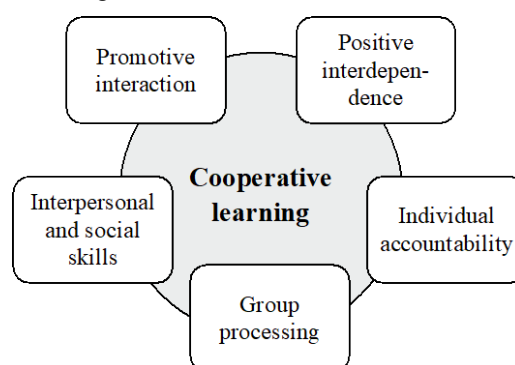 Promotive
interaction
Positive
interdepen-
dence
Cooperative
learning
Interpersonal
and social
skills
Individual
accountability
Group
processing